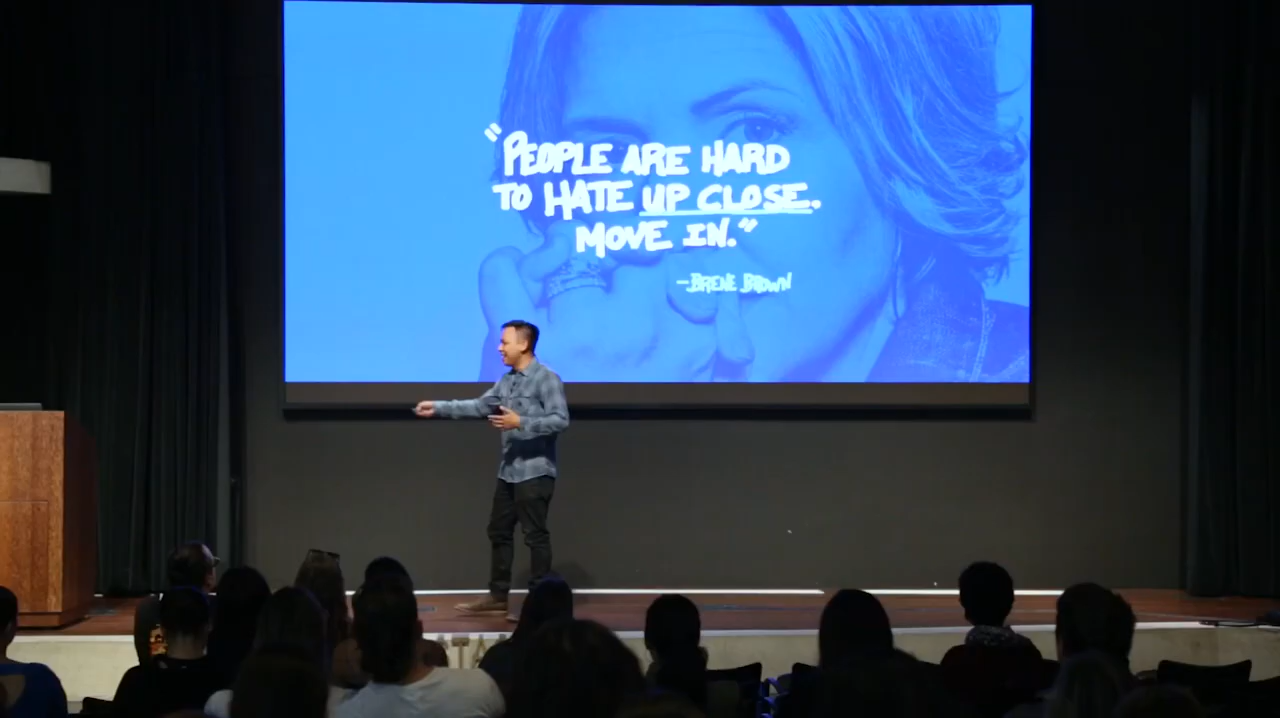 "PEOPLE ARE HARD
TO HATE UP CLOSE.
MOVE IN."
-BRENE BROWN